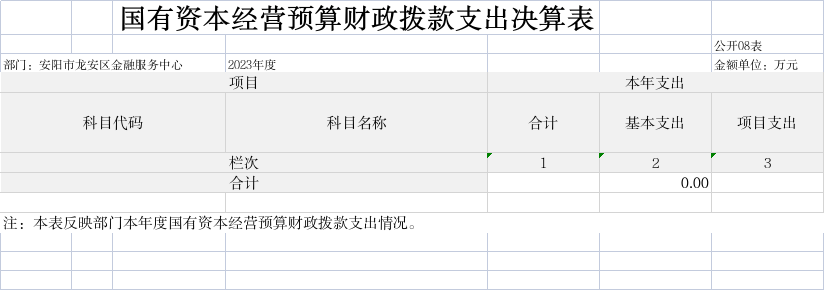 国有资本经营预算财政拨款支出决算表
公开08表
部门：安阳市龙安区金融服务中心 2023年度 金额单位：万元
项目 本年支出
科目代码 科目名称 合计 基本支出 项目支出
栏次 1 2 3
合计 0.00
注：本表反映部门本年度国有资本经营预算财政拨款支出情况。